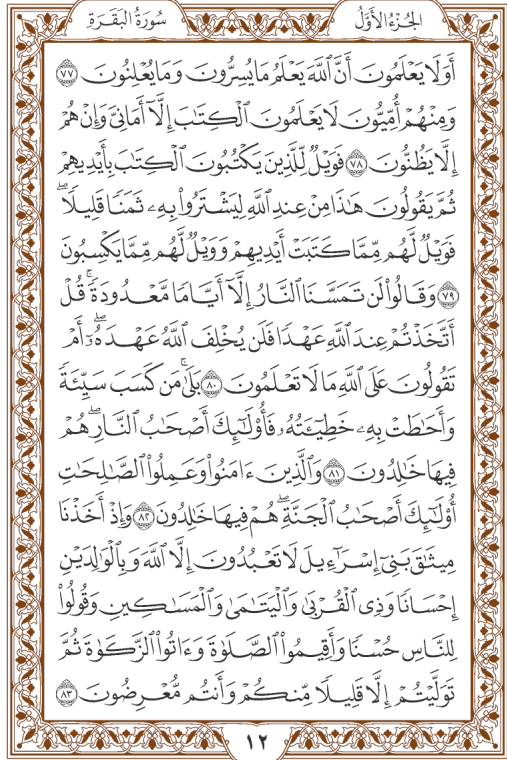 الجُزْءُ الأَوَّلُ
سُورَةُ البَقَرَةِ
أَوَلَا يَعْلَمُونَ أَنَّ ٱللَّهَ يَعْلَمُ مَا يُسِرُّونَ وَمَا يُعْلِنُونَ ۝٧٧
وَمِنْهُمْ أُمِّيُّونَ لَا يَعْلَمُونَ ٱلْكِتَٰبَ إِلَّآ أَمَانِىَّ وَإِنْ هُمْ
إِلَّا يَظُنُّونَ ۝٧٨ فَوَيْلٌ لِّلَّذِينَ يَكْتُبُونَ ٱلْكِتَٰبَ بِأَيْدِيهِمْ
ثُمَّ يَقُولُونَ هَٰذَا مِنْ عِندِ ٱللَّهِ لِيَشْتَرُوا۟ بِهِۦ ثَمَنًا قَلِيلًا ۖ
فَوَيْلٌ لَّهُم مِّمَّا كَتَبَتْ أَيْدِيهِمْ وَوَيْلٌ لَّهُم مِّمَّا يَكْسِبُونَ
۝٧٩ وَقَالُوا۟ لَن تَمَسَّنَا ٱلنَّارُ إِلَّآ أَيَّامًا مَّعْدُودَةً ۚ قُلْ
أَتَّخَذْتُمْ عِندَ ٱللَّهِ عَهْدًا فَلَن يُخْلِفَ ٱللَّهُ عَهْدَهُۥٓ ۖ أَمْ
تَقُولُونَ عَلَى ٱللَّهِ مَا لَا تَعْلَمُونَ ۝٨٠ بَلَىٰ ۚ مَن كَسَبَ سَيِّئَةً
وَأَحَٰطَتْ بِهِۦ خَطِيٓـَٔتُهُۥ فَأُو۟لَٰٓئِكَ أَصْحَٰبُ ٱلنَّارِ ۖ هُمْ
فِيهَا خَٰلِدُونَ ۝٨١ وَٱلَّذِينَ ءَامَنُوا۟ وَعَمِلُوا۟ ٱلصَّٰلِحَٰتِ
أُو۟لَٰٓئِكَ أَصْحَٰبُ ٱلْجَنَّةِ ۖ هُمْ فِيهَا خَٰلِدُونَ ۝٨٢ وَإِذْ أَخَذْنَا
مِيثَٰقَ بَنِىٓ إِسْرَٰٓءِيلَ لَا تَعْبُدُونَ إِلَّا ٱللَّهَ وَبِٱلْوَٰلِدَيْنِ
إِحْسَانًا وَذِى ٱلْقُرْبَىٰ وَٱلْيَتَٰمَىٰ وَٱلْمَسَٰكِينِ وَقُولُوا۟
لِلنَّاسِ حُسْنًا وَأَقِيمُوا۟ ٱلصَّلَوٰةَ وَءَاتُوا۟ ٱلزَّكَوٰةَ ثُمَّ
تَوَلَّيْتُمْ إِلَّا قَلِيلًا مِّنكُمْ وَأَنتُم مُّعْرِضُونَ ۝٨٣
١٢